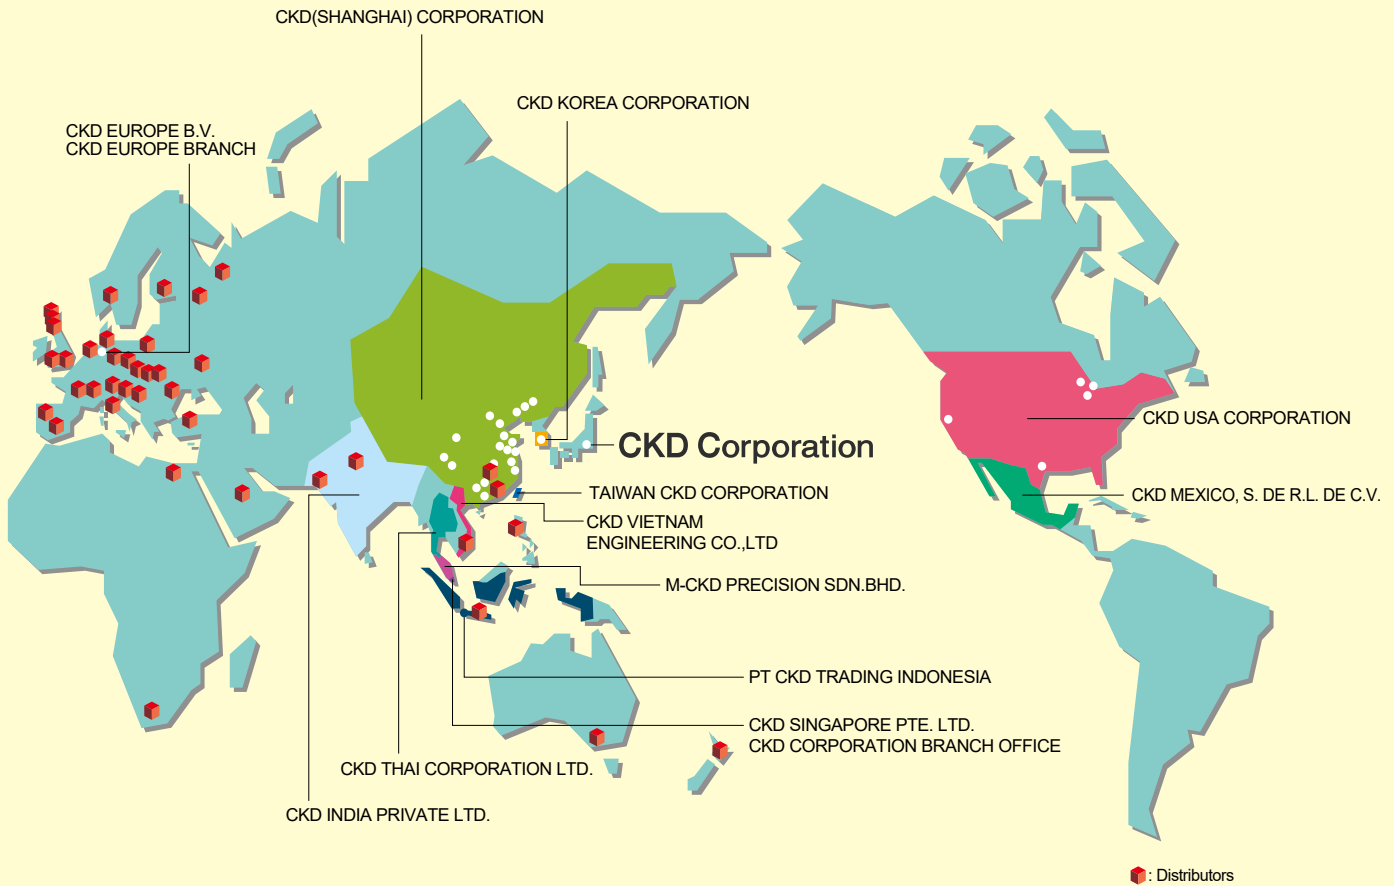 CKD(SHANGHAI) CORPORATION
CKD KOREA CORPORATION
CKD EUROPE B.V.
CKD EUROPE BRANCH
CKD USA CORPORATION
CKD Corporation
TAIWAN CKD CORPORATION
CKD MEXICO, S. DE R.L. DE C.V.
CKD VIETNAM
ENGINEERING CO.,LTD
M-CKD PRECISION SDN.BHD.
PT CKD TRADING INDONESIA
CKD SINGAPORE PTE. LTD.
CKD CORPORATION BRANCH OFFICE
CKD THAI CORPORATION LTD.
CKD INDIA PRIVATE LTD.
: Distributors